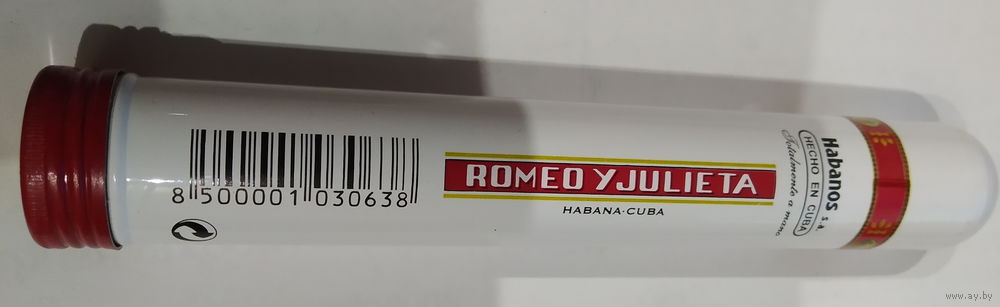 8 500001 030638
ROMEO Y JULIETA
HABANA·CUBA
Habanos s.a.
HECHO EN CUBA
Totalmente a mano
www.ay.by